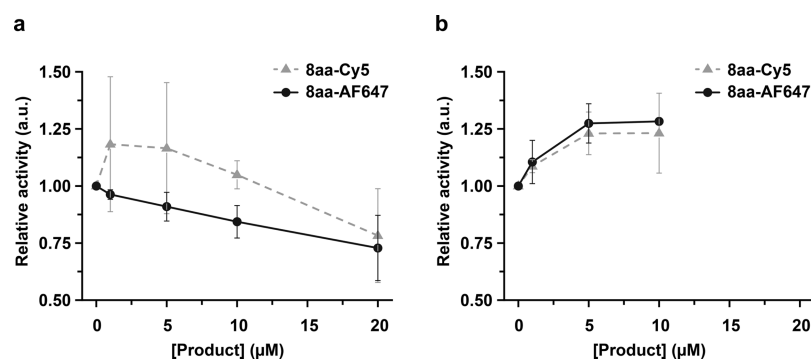 a
8aa-Cy5
8aa-AF647
Relative activity (a.u.)
1.50
1.25
1.00
0.75
0.50
0
5
10
15
20
[Product] (µM)
b
8aa-Cy5
8aa-AF647
Relative activity (a.u.)
1.50
1.25
1.00
0.75
0.50
0
5
10
15
20
[Product] (µM)